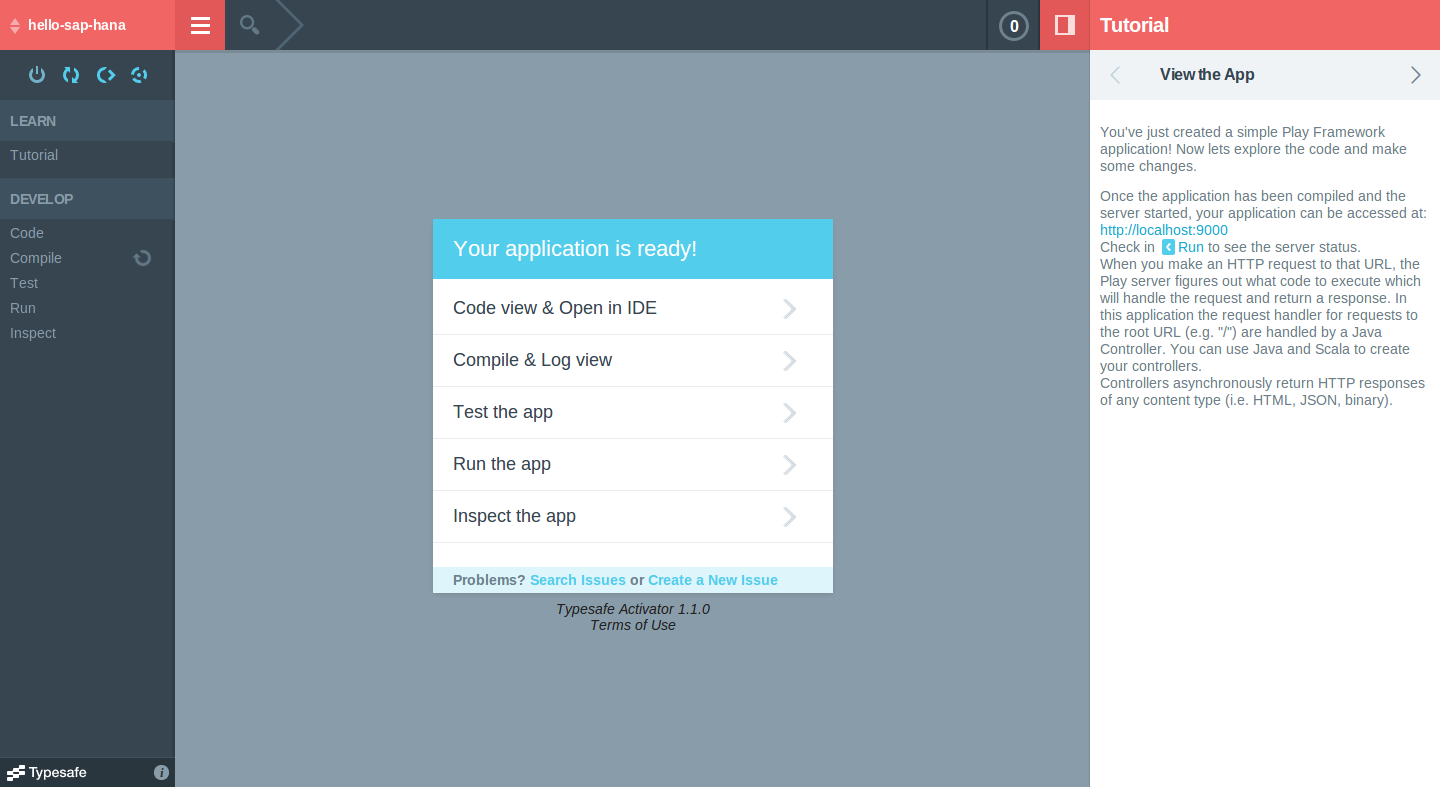 hello-sap-hana
0
Tutorial
LEARN
Tutorial
DEVELOP
Code
Compile
Test
Run
Inspect
Typesafe
i
Your application is ready!
Code view & Open in IDE
Compile & Log view
Test the app
Run the app
Inspect the app
Problems? Search Issues or Create a New Issue
Typesafe Activator 1.1.0
Terms of Use
View the App
You've just created a simple Play Framework
application! Now lets explore the code and make
some changes.
Once the application has been compiled and the
server started, your application can be accessed at:
http://localhost:9000
Check in Run to see the server status.
When you make an HTTP request to that URL, the
Play server figures out what code to execute which
will handle the request and return a response. In
this application the request handler for requests to
the root URL (e.g. "/") are handled by a Java
Controller. You can use Java and Scala to create
your controllers.
Controllers asynchronously return HTTP responses
of any content type (i.e. HTML, JSON, binary).